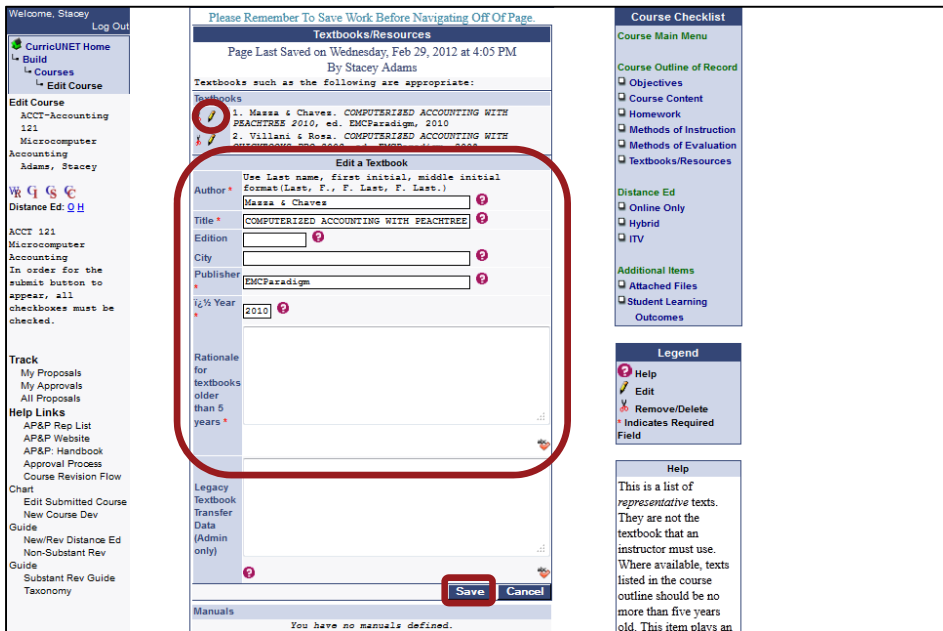 Welcome, Stacey
Log Out
CurricUNET Home
Build
Courses
Edit Course
Edit Course
ACCT-Accounting
121
Microcomputer
Accounting
Adams, Stacey
Distance Ed: O H
ACCT 121
Microcomputer
Accounting
In order for the
submit button to
appear, all
checkboxes must be
checked.
Track
My Proposals
My Approvals
All Proposals
Help Links
AP&P Rep List
AP&P Website
AP&P: Handbook
Approval Process
Course Revision Flow
Chart
Edit Submitted Course
New Course Dev
Guide
New/Rev Distance Ed
Non-Substant Rev
Guide
Substant Rev Guide
Taxonomy
Please Remember To Save Work Before Navigating Off Of Page.
Textbooks/Resources
Page Last Saved on Wednesday, Feb 29, 2012 at 4:05 PM
By Stacey Adams
Textbooks such as the following are appropriate:
Textbooks
1. Mazza & Chavez. COMPUTERIZED ACCOUNTING WITH
PEACHTREE 2010, ed. EMCParadigm, 2010
2. Villani & Rosa. COMPUTERIZED ACCOUNTING WITH
Edit a Textbook
Use Last name, first initial, middle initial
format(Last, F., F. Last, F. Last.)
Author *
Mazza & Chavez
Title *
COMPUTERIZED ACCOUNTING WITH PEACHTREE
Edition
City
Publisher
*
EMCParadigm
ï¿½ Year
*
2010
Rationale
for
textbooks
older
than 5
years *
Legacy
Textbook
Transfer
Data
(Admin
only)
Save Cancel
Manuals
You have no manuals defined.
Course Checklist
Course Main Menu
Course Outline of Record
Objectives
Course Content
Homework
Methods of Instruction
Methods of Evaluation
Textbooks/Resources
Distance Ed
Online Only
Hybrid
ITV
Additional Items
Attached Files
Student Learning
Outcomes
Legend
Help
Edit
Remove/Delete
* Indicates Required
Field
Help
This is a list of
representative texts.
They are not the
textbook that an
instructor must use.
Where available, texts
listed in the course
outline should be no
more than five years
old. This item plays an